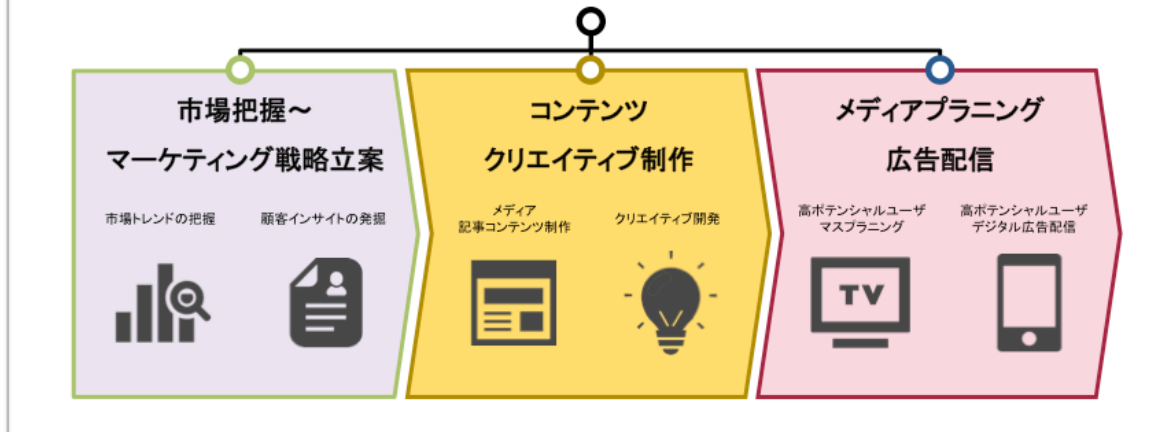 市場把握～
マーケティング戦略立案
市場トレンドの把握
顧客インサイトの発掘
コンテンツ
クリエイティブ制作
メディア
記事コンテンツ制作
クリエイティブ開発
メディアプラニング
広告配信
高ポテンシャルユーザ
マスプラニング
高ポテンシャルユーザ
デジタル広告配信
TV